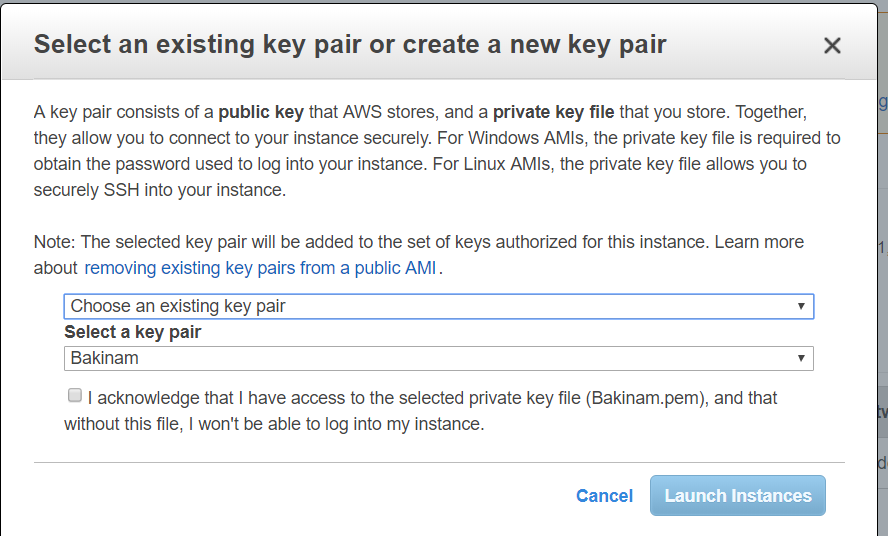 Select an existing key pair or create a new key pair
A key pair consists of a public key that AWS stores, and a private key file that you store. Together,
they allow you to connect to your instance securely. For Windows AMIs, the private key file is required to
obtain the password used to log into your instance. For Linux AMIs, the private key file allows you to
securely SSH into your instance.
Note: The selected key pair will be added to the set of keys authorized for this instance. Learn more
about removing existing key pairs from a public AMI.
Choose an existing key pair
Select a key pair
Bakinam
I acknowledge that I have access to the selected private key file (Bakinam.pem), and that
without this file, I won't be able to log into my instance.
Cancel Launch Instances